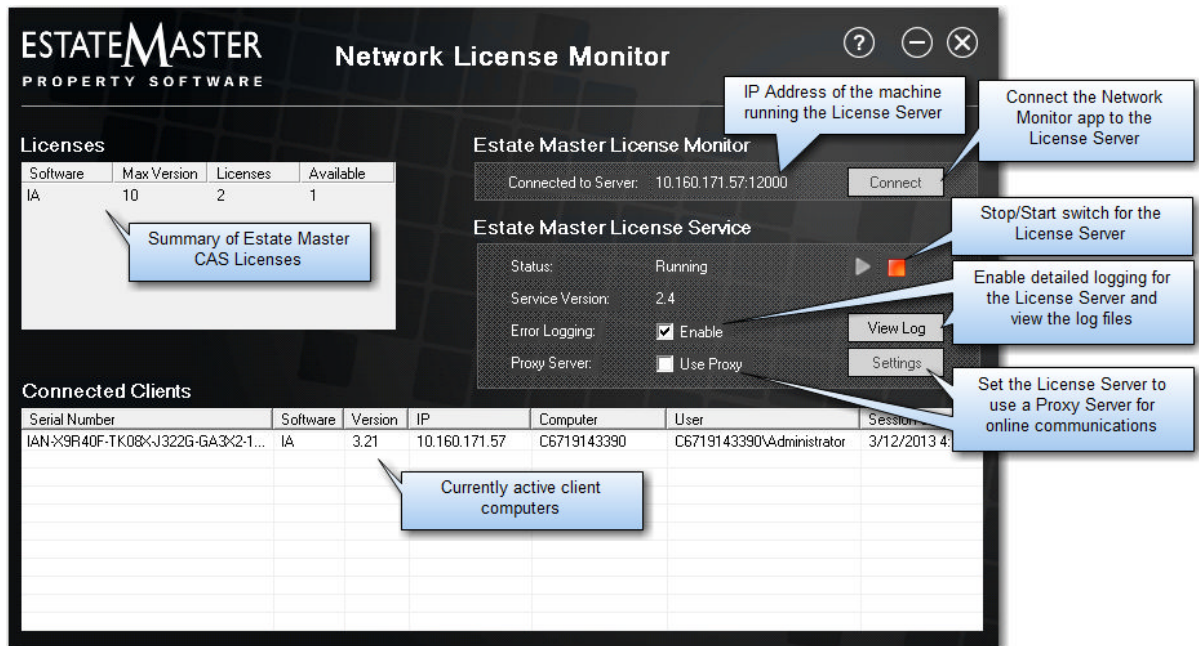 ESTATEMASTER
PROPERTY SOFTWARE
Network License Monitor
?
IP Address of the machine
running the License Server
Connect the Network
Monitor app to the
License Server
Licenses
Software Max Version Licenses Available
IA 10 2 1
Summary of Estate Master
CAS Licenses
Estate Master License Monitor
Connected to Server: 10.160.171.57:12000 Connect
Estate Master License Service
Stop/Start switch for the
License Server
Status: Running
Service Version: 2.4
Error Logging: Enable View Log
Proxy Server: Use Proxy Settings
Enable detailed logging for
the License Server and
view the log files
Set the License Server to
use a Proxy Server for
online communications
Connected Clients
Serial Number Software Version IP Computer User Session
IAN-X9R40F-TK08X-J322G-GA3X2-1... IA 3.21 10.160.171.57 C6719143390 C6719143390\Administrator 3/12/2013 4:
Currently active client
computers